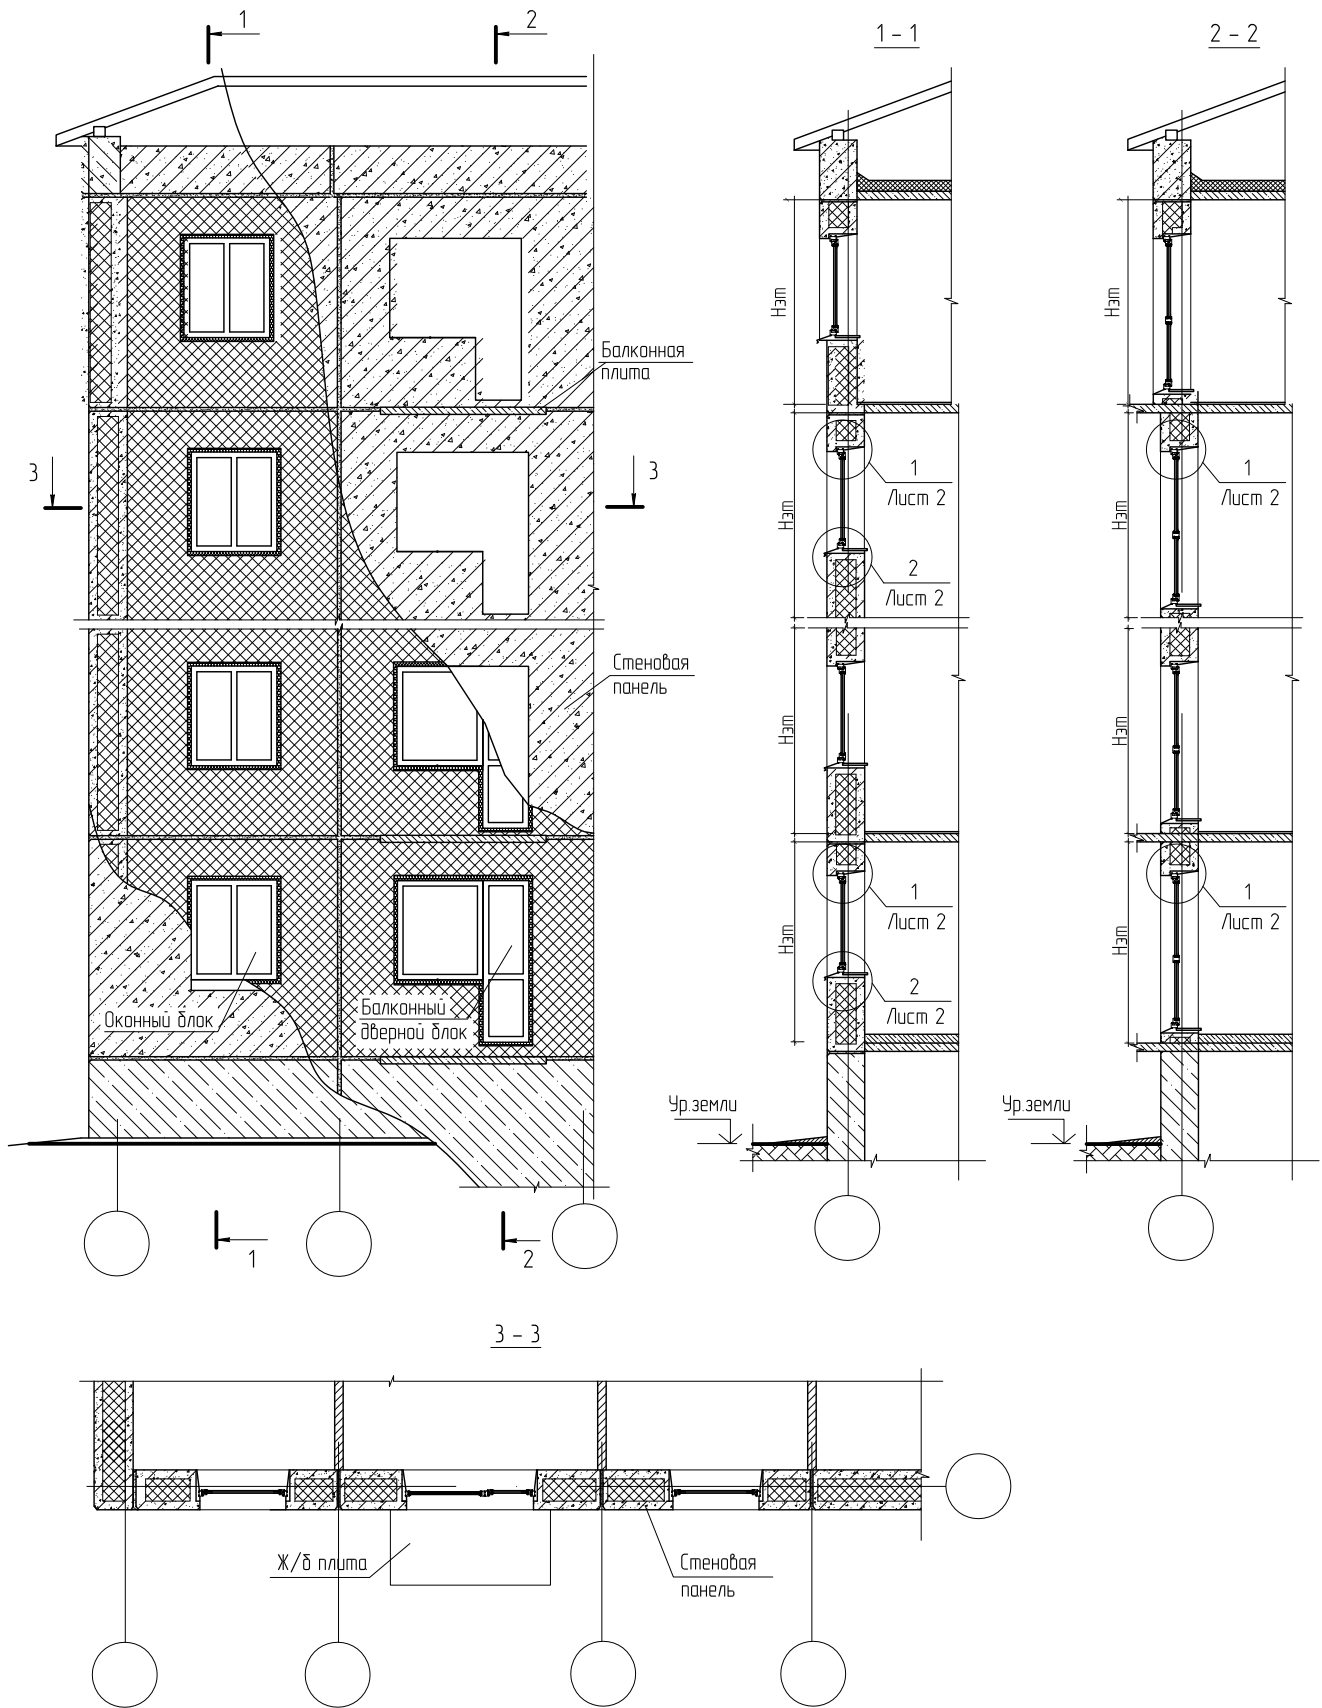 1
2
1 – 1
2 – 2
Нэт
Нэт
Балконная
плита
3
3
1
Лист 2
1
Лист 2
Нэт
Нэт
2
Лист 2
Стеновая
панель
Нэт
Нэт
1
Лист 2
1
Лист 2
Нэт
Нэт
2
Лист 2
Оконный блок
Балконный
дверной блок
Ур.земли
Ур.земли
1
2
3 – 3
Ж/б плита
Стеновая
панель